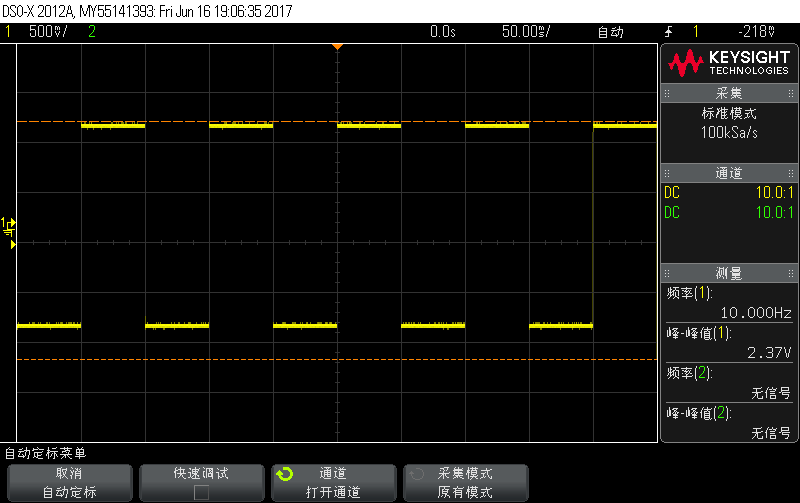 DSO-X 2012A, MY55141393: Fri Jun 16 19:06:35 2017
1 500mV/ 2 0.0s 50.00ms/ 自动 1 -218mV
KEYSIGHT
TECHNOLOGIES
采集
标准模式
100kSa/s
通道
DC 10.0:1
DC 10.0:1
测量
频率(1):
10.000Hz
峰-峰值(1):
2.37V
频率(2):
无信号
峰-峰值(2):
无信号
1
自动定标菜单
取消
自动定标
快速调试
通道
打开通道
采集模式
原有模式